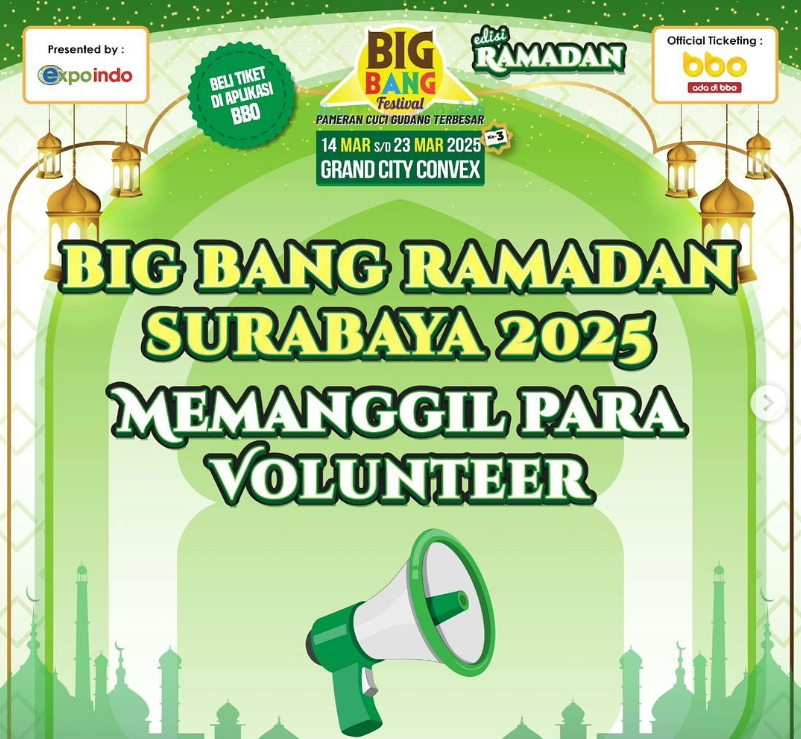 Presented by :
expoindo
BELI TIKET
DI APLIKASI
BBO
BIG
BANG
Festival
PAMERAN CUCI GUDANG TERBESAR
edisi
RAMADAN
Official Ticketing :
bbo
ada di bbo
14 MAR S/D 23 MAR 2025
Ke-3
GRAND CITY CONVEX
BIG BANG RAMADAN
SURABAYA 2025
MEMANGGIL PARA
VOLUNTEER